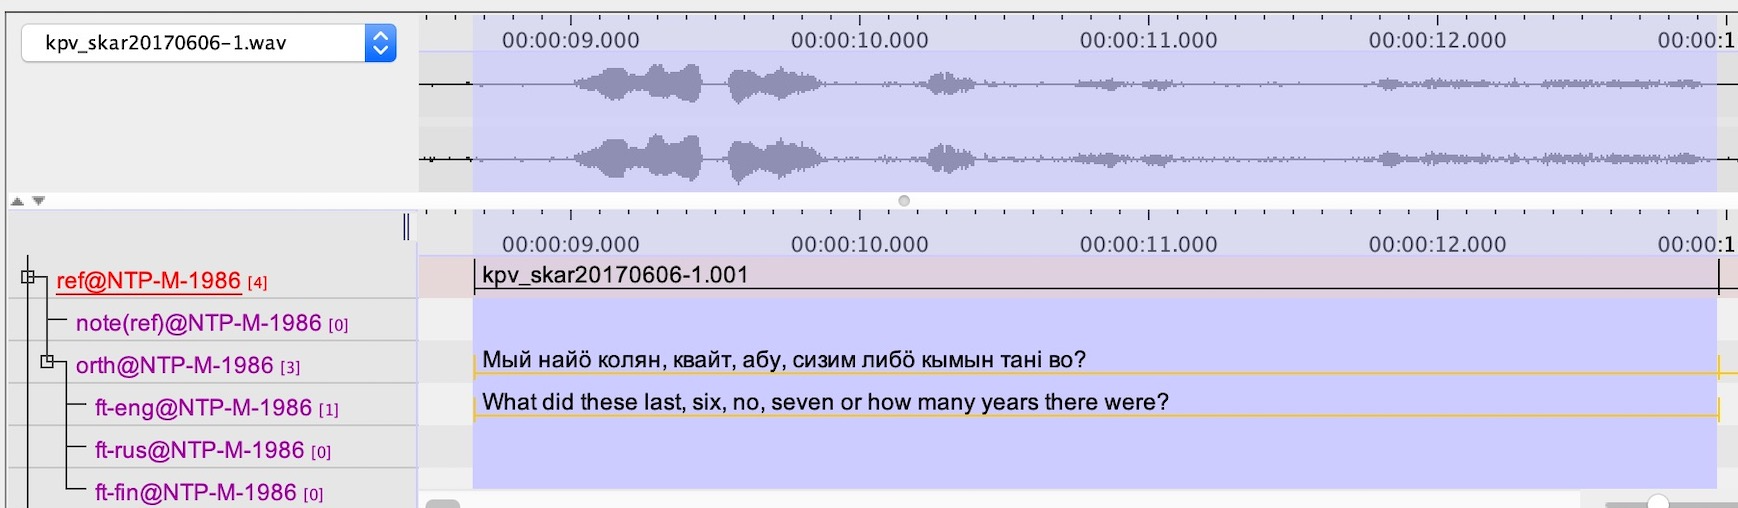 kpv_skar20170606-1.wav
00:00:09.000 00:00:10.000 00:00:11.000 00:00:12.000 00:00:1
00:00:09.000 00:00:10.000 00:00:11.000 00:00:12.000 00:00:1
ref@NTP-M-1986 [4] kpv_skar20170606-1.001
note(ref)@NTP-M-1986 [0]
orth@NTP-M-1986 [3] Мый найӧ колян, квайт, абу, сизим либӧ кымын тані во?
ft-eng@NTP-M-1986 [1] What did these last, six, no, seven or how many years there were?
ft-rus@NTP-M-1986 [0]
ft-fin@NTP-M-1986 [0]